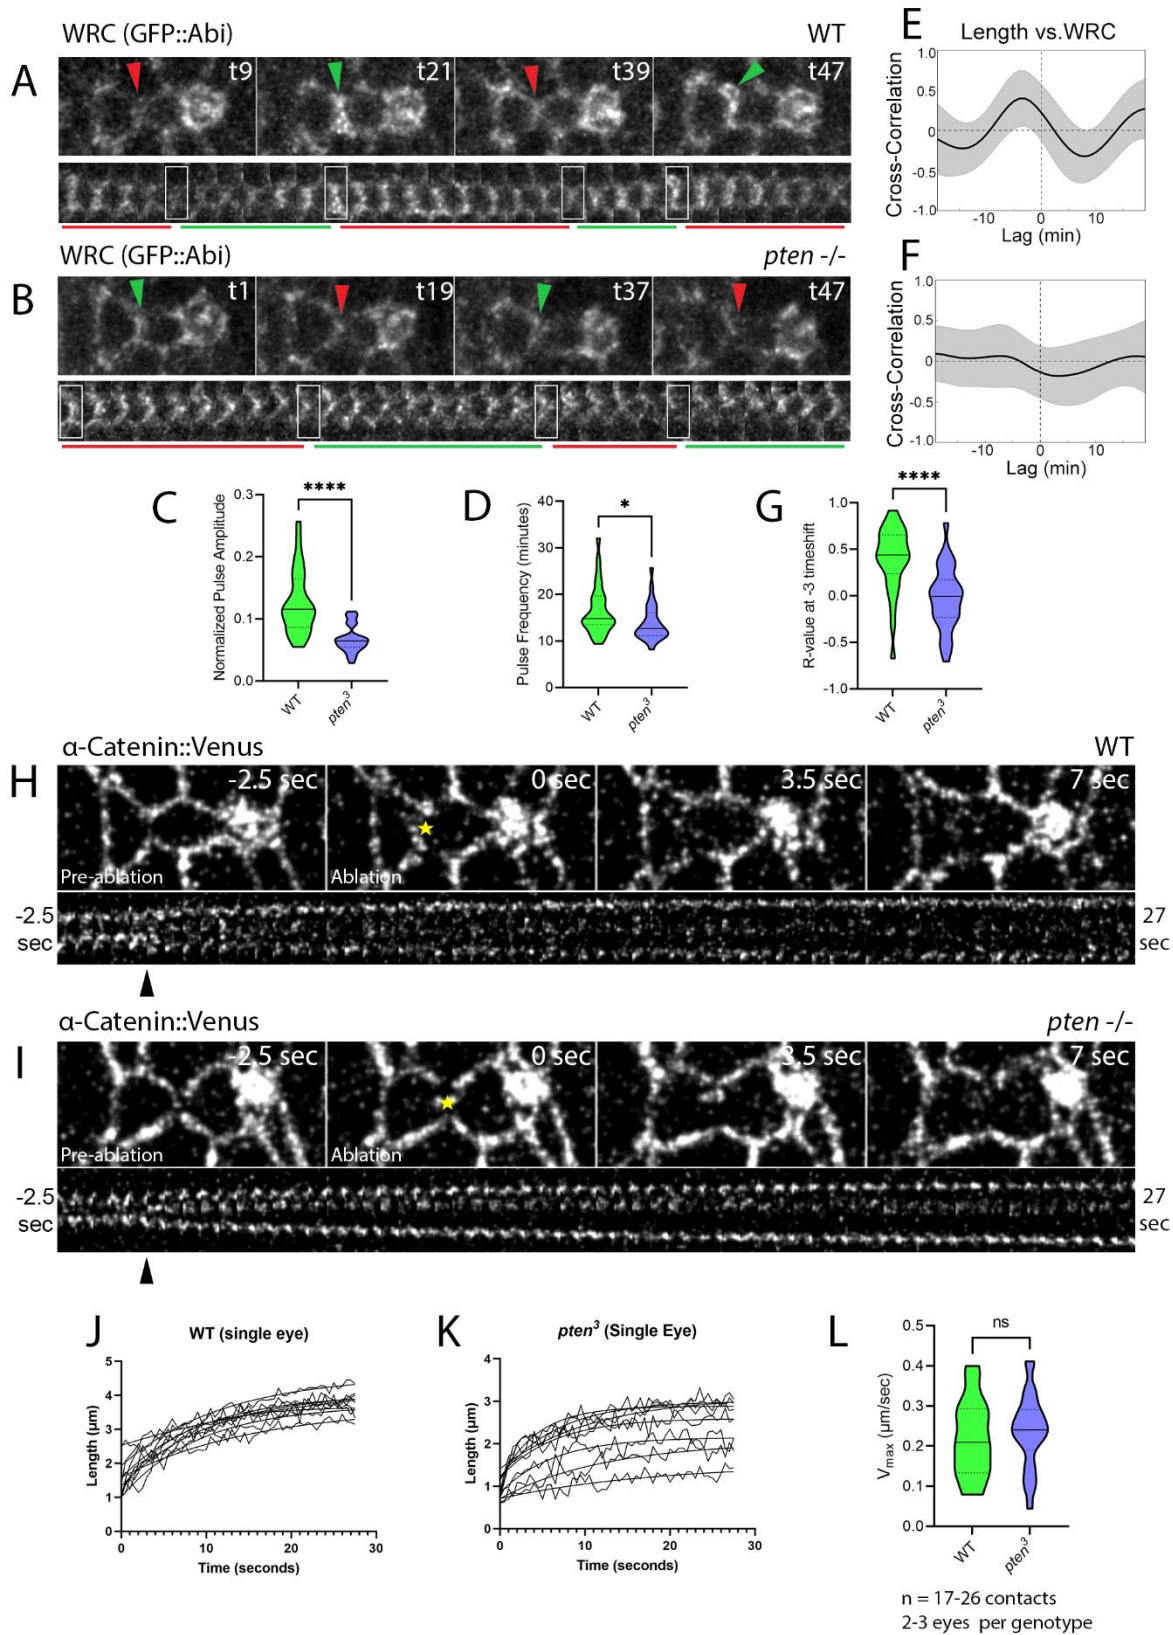 WRC (GFP::Abi) WT
A
t9 t21 t39 t47
WRC (GFP::Abi) pten -/-
B
t1 t19 t37 t47
E
Length vs.WRC
Cross-Correlation
1.0
0.5
0
-0.5
-1.0
-10 0 10
Lag (min)
F
Cross-Correlation
1.0
0.5
0
-0.5
-1.0
-10 0 10
Lag (min)
C
Normalized Pulse Amplitude
0.3
0.2
0.1
0.0
****
WT pten³
D
Pulse Frequency (minutes)
40
30
20
10
0
*
WT pten³
G
R-value at -3 timeshift
1.0
0.5
0.0
-0.5
-1.0
****
WT pten³
α-Catenin::Venus WT
H
-2.5 sec 0 sec 3.5 sec 7 sec
Pre-ablation Ablation
-2.5
sec
27
sec
α-Catenin::Venus pten -/-
I
-2.5 sec 0 sec 3.5 sec 7 sec
Pre-ablation Ablation
-2.5
sec
27
sec
J
WT (single eye)
Length (µm)
5
4
3
2
1
0
0 10 20 30
Time (seconds)
K
pten³ (Single Eye)
Length (µm)
4
3
2
1
0
0 10 20 30
Time (seconds)
L
Vmax (µm/sec)
0.5
0.4
0.3
0.2
0.1
0.0
ns
WT pten³
n = 17-26 contacts
2-3 eyes per genotype